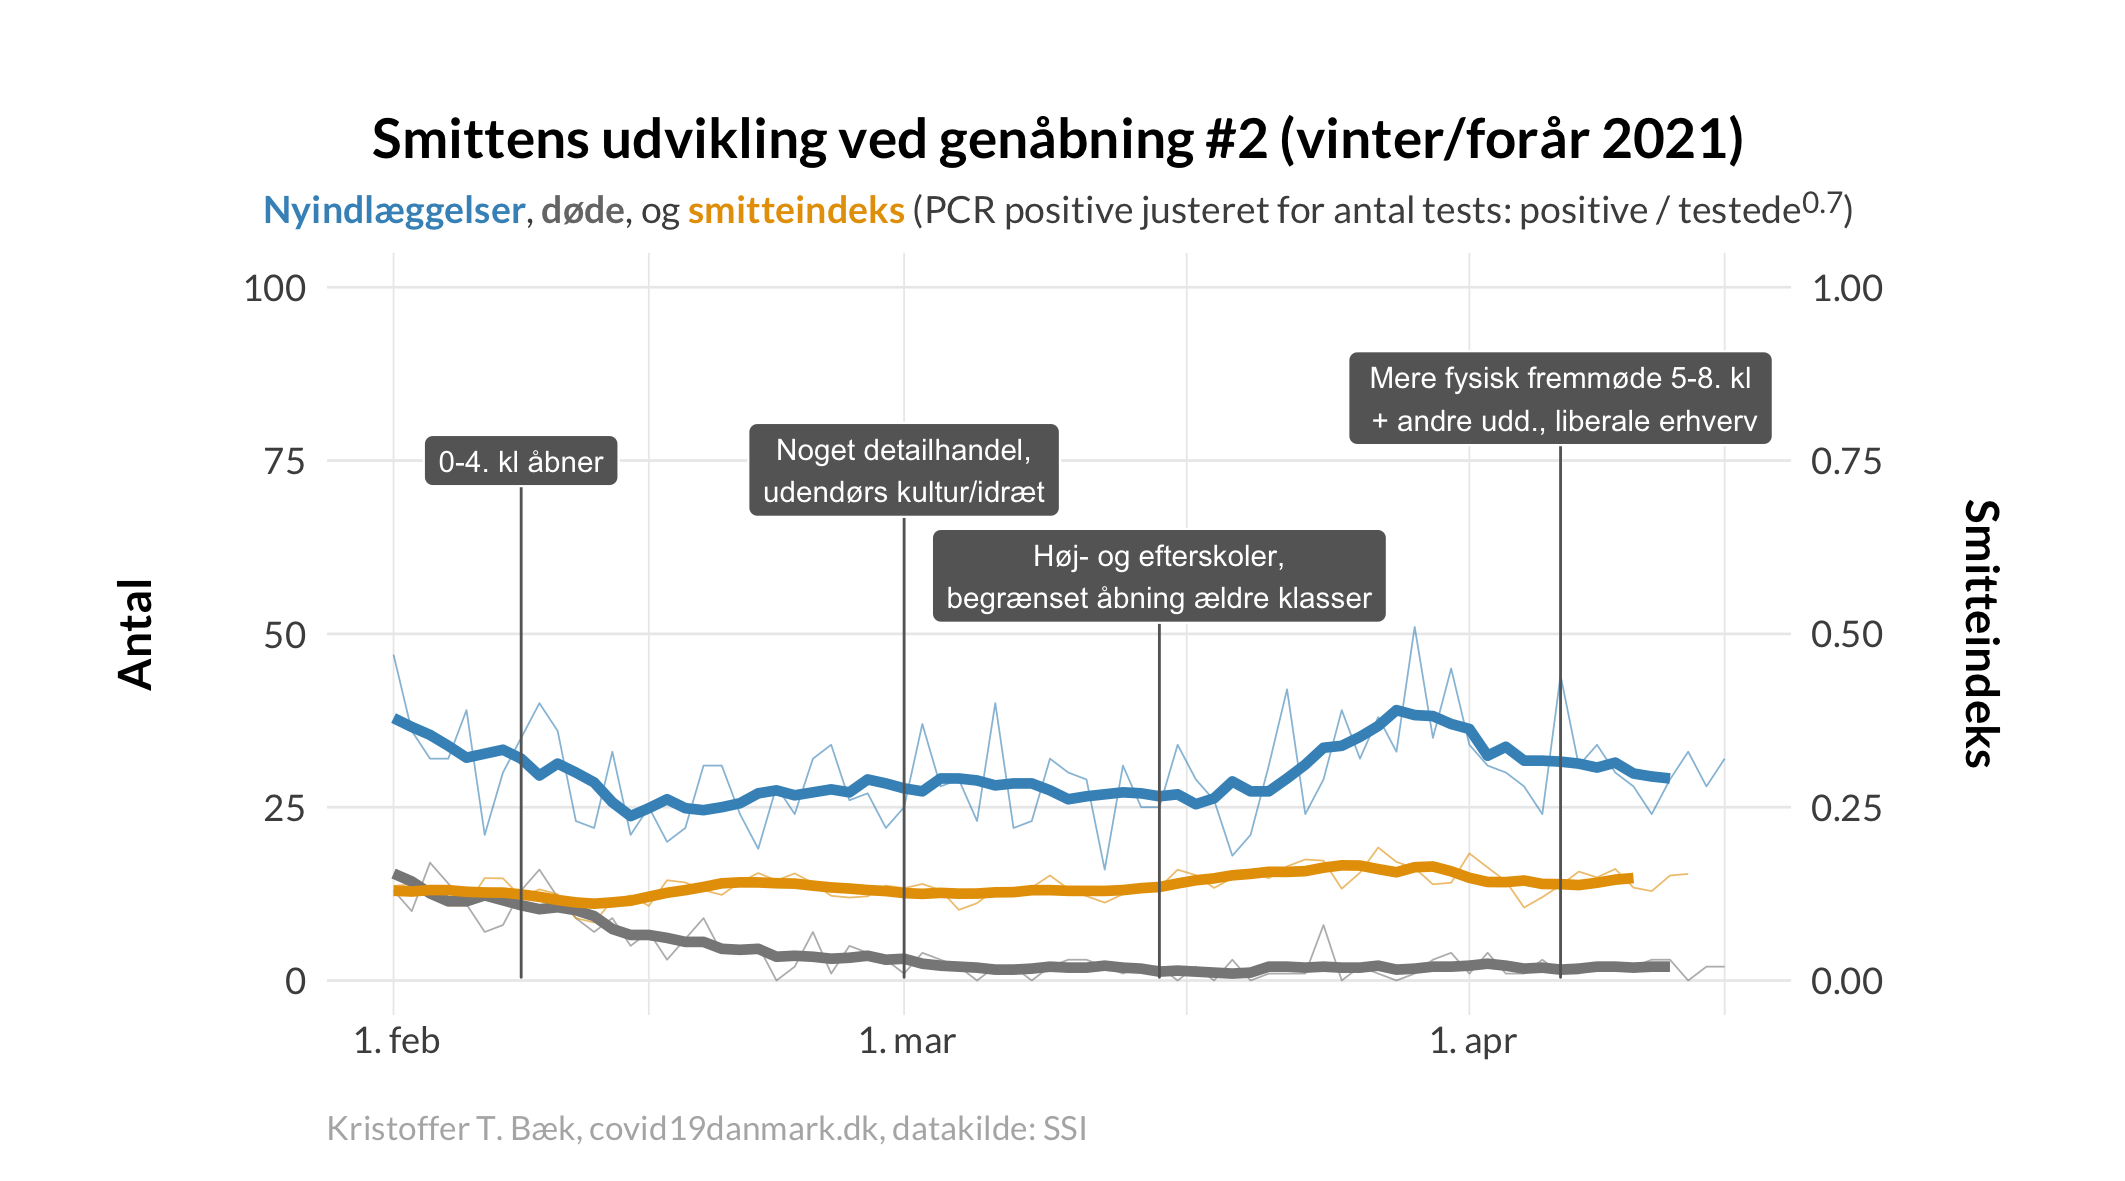 Smittens udvikling ved genåbning #2 (vinter/forår 2021)
Nyindlæggelser, døde, og smitteindeks (PCR positive justeret for antal tests: positive / testede^0.7)
100
75
50
25
0
Antal
0-4. kl åbner
Noget detailhandel,
udendørs kultur/idræt
Høj- og efterskoler,
begrænset åbning ældre klasser
Mere fysisk fremmøde 5-8. kl
+ andre udd., liberale erhverv
1.00
0.75
0.50
0.25
0.00
Smitteindeks
1. feb
1. mar
1. apr
Kristoffer T. Bæk, covid19danmark.dk, datakilde: SSI